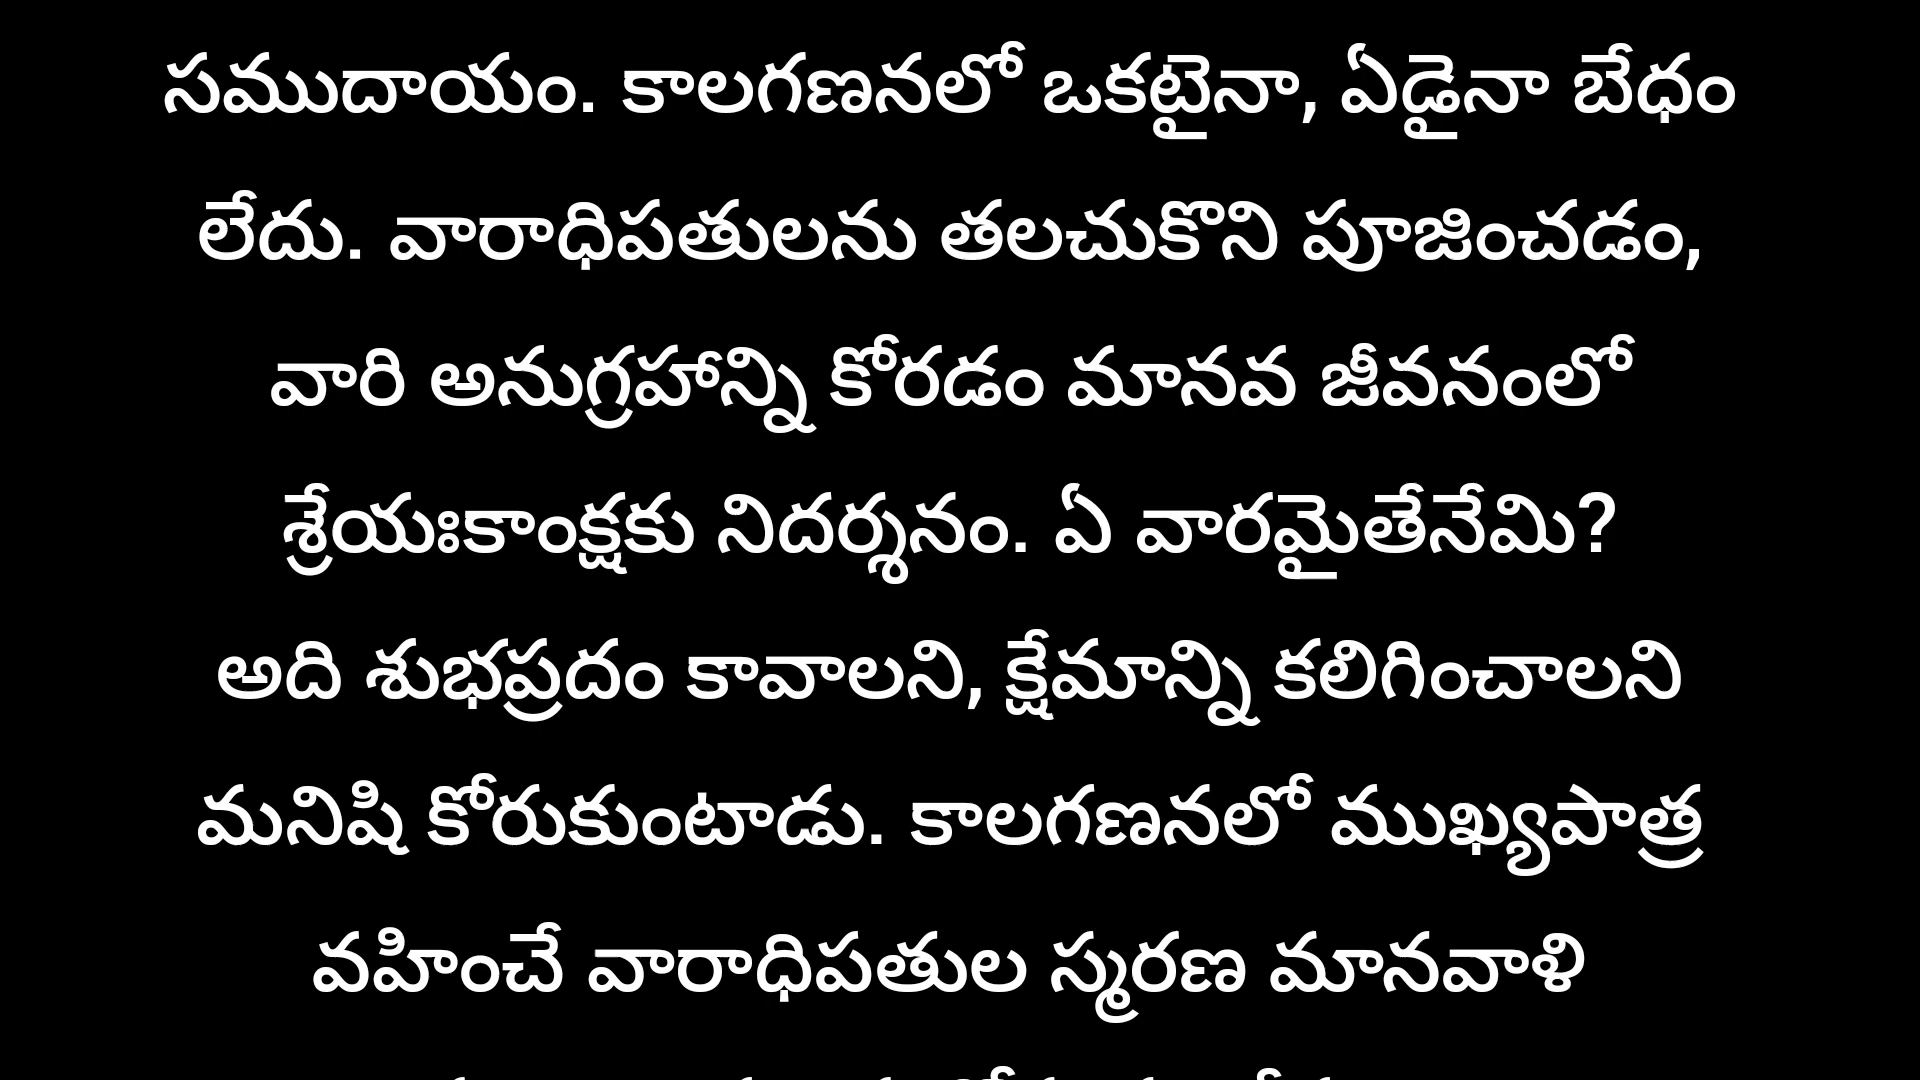 సముదాయం. కాలగణనలో ఒకటైనా, ఏడైనా బేధం
లేదు. వారాధిపతులను తలచుకొని పూజించడం,
వారి అనుగ్రహాన్ని కోరడం మానవ జీవనంలో
శ్రేయఃకాంక్షకు నిదర్శనం. ఏ వారమైతేనేమి?
అది శుభప్రదం కావాలని, క్షేమాన్ని కలిగించాలని
మనిషి కోరుకుంటాడు. కాలగణనలో ముఖ్యపాత్ర
వహించే వారాధిపతుల స్మరణ మానవాళి